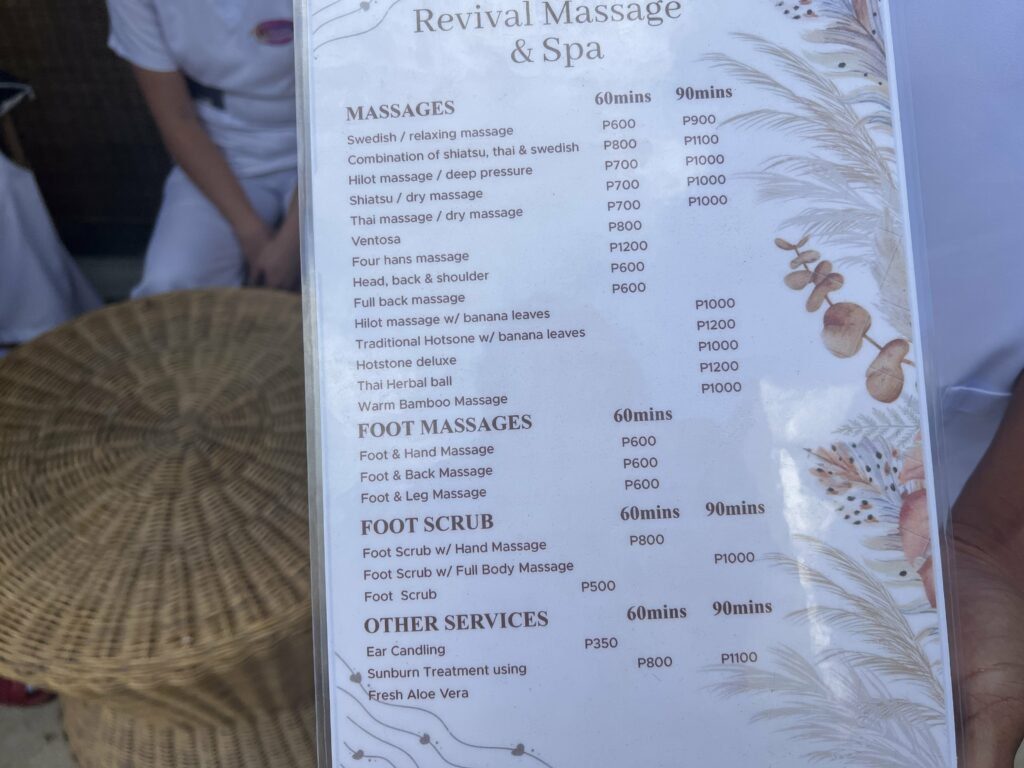 Revival Massage
& Spa
MASSAGES 60mins 90mins
Swedish / relaxing massage P600 P900
Combination of shiatsu, thai & swedish P800 P1100
Hilot massage / deep pressure P700 P1000
Shiatsu / dry massage P700 P1000
Thai massage / dry massage P700 P1000
Ventosa P800
Four hans massage P1200
Head, back & shoulder P600
Full back massage P600
Hilot massage w/ banana leaves P1000
Traditional Hotsone w/ banana leaves P1200
Hotstone deluxe P1000
Thai Herbal ball P1200
Warm Bamboo Massage P1000
FOOT MASSAGES 60mins
Foot & Hand Massage P600
Foot & Back Massage P600
Foot & Leg Massage P600
FOOT SCRUB 60mins 90mins
Foot Scrub w/ Hand Massage P800
Foot Scrub w/ Full Body Massage P1000
Foot Scrub P500
OTHER SERVICES 60mins 90mins
Ear Candling P350
Sunburn Treatment using P800 P1100
Fresh Aloe Vera